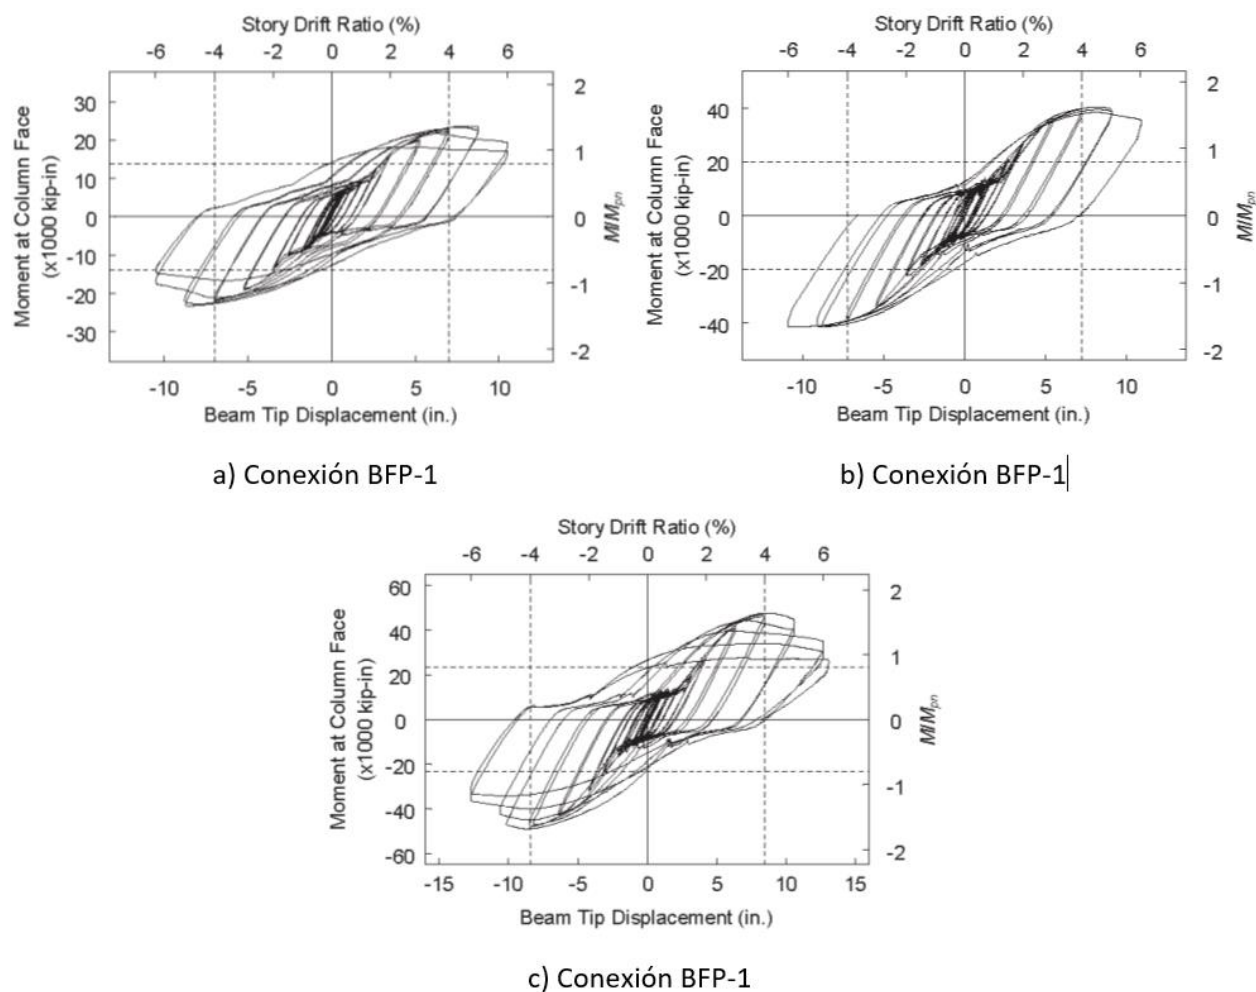 Story Drift Ratio (%)
-6 -4 -2 0 2 4 6
Moment at Column Face
(x1000 kip-in)
30
20
10
0
-10
-20
-30
2
1
0
-1
-2
M/Mpn
-10 -5 0 5 10
Beam Tip Displacement (in.)
a) Conexión BFP-1
Story Drift Ratio (%)
-6 -4 -2 0 2 4 6
Moment at Column Face
(x1000 kip-in)
40
20
0
-20
-40
2
1
0
-1
-2
M/Mpn
-10 -5 0 5 10
Beam Tip Displacement (in.)
b) Conexión BFP-1
Story Drift Ratio (%)
-6 -4 -2 0 2 4 6
Moment at Column Face
(x1000 kip-in)
60
40
20
0
-20
-40
-60
2
1
0
-1
-2
M/Mpn
-15 -10 -5 0 5 10 15
Beam Tip Displacement (in.)
c) Conexión BFP-1